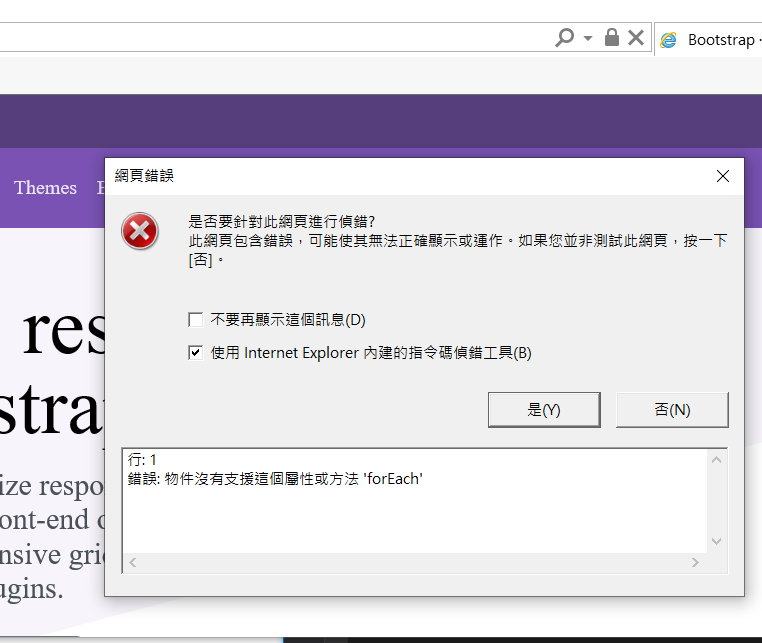 Bootstrap ·
Themes
網頁錯誤
是否要針對此網頁進行偵錯?
此網頁包含錯誤，可能使其無法正確顯示或運作。如果您並非測試此網頁，按一下
[否]。
不要再顯示這個訊息(D)
使用 Internet Explorer 內建的指令碼偵錯工具(B)
是(Y)
否(N)
行: 1
錯誤: 物件沒有支援這個屬性或方法 'forEach'
res
stra
ize respo
ont-end o
nsive gri
ugins.